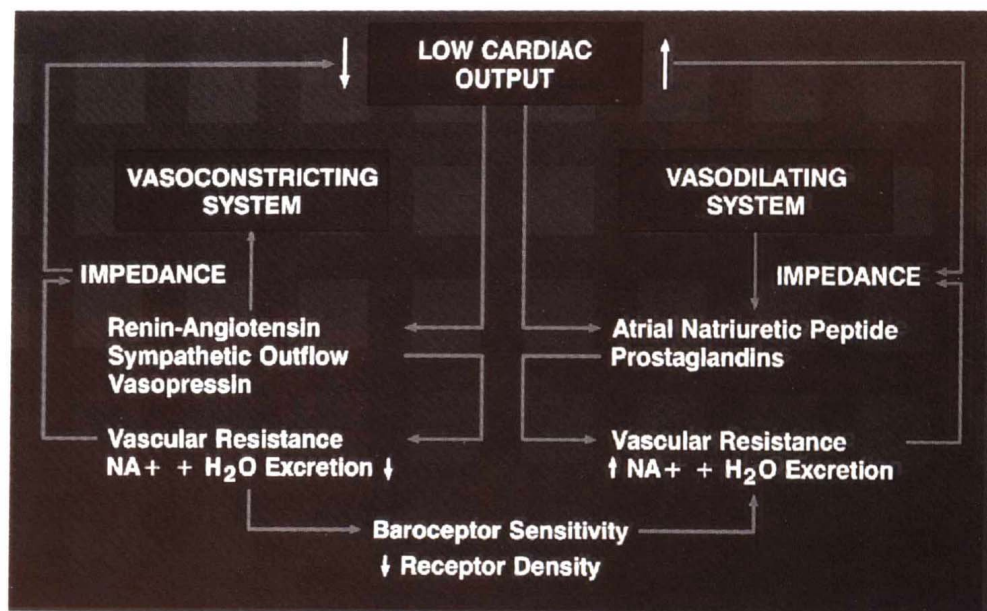 LOW CARDIAC
OUTPUT
VASOCONSTRICTING
SYSTEM
VASODILATING
SYSTEM
IMPEDANCE
IMPEDANCE
Renin-Angiotensin
Sympathetic Outflow
Vasopressin
Atrial Natriuretic Peptide
Prostaglandins
Vascular Resistance
NA+ + H₂O Excretion ↓
Vascular Resistance
↑ NA+ + H₂O Excretion
Baroceptor Sensitivity
↓ Receptor Density